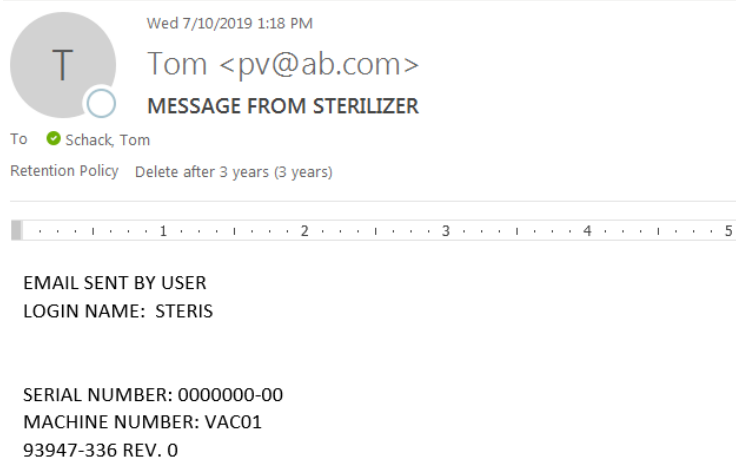 Wed 7/10/2019 1:18 PM
T
Tom <pv@ab.com>
MESSAGE FROM STERILIZER
To Schack, Tom
Retention Policy Delete after 3 years (3 years)
1 2 3 4 5
EMAIL SENT BY USER
LOGIN NAME: STERIS
SERIAL NUMBER: 0000000-00
MACHINE NUMBER: VAC01
93947-336 REV. 0